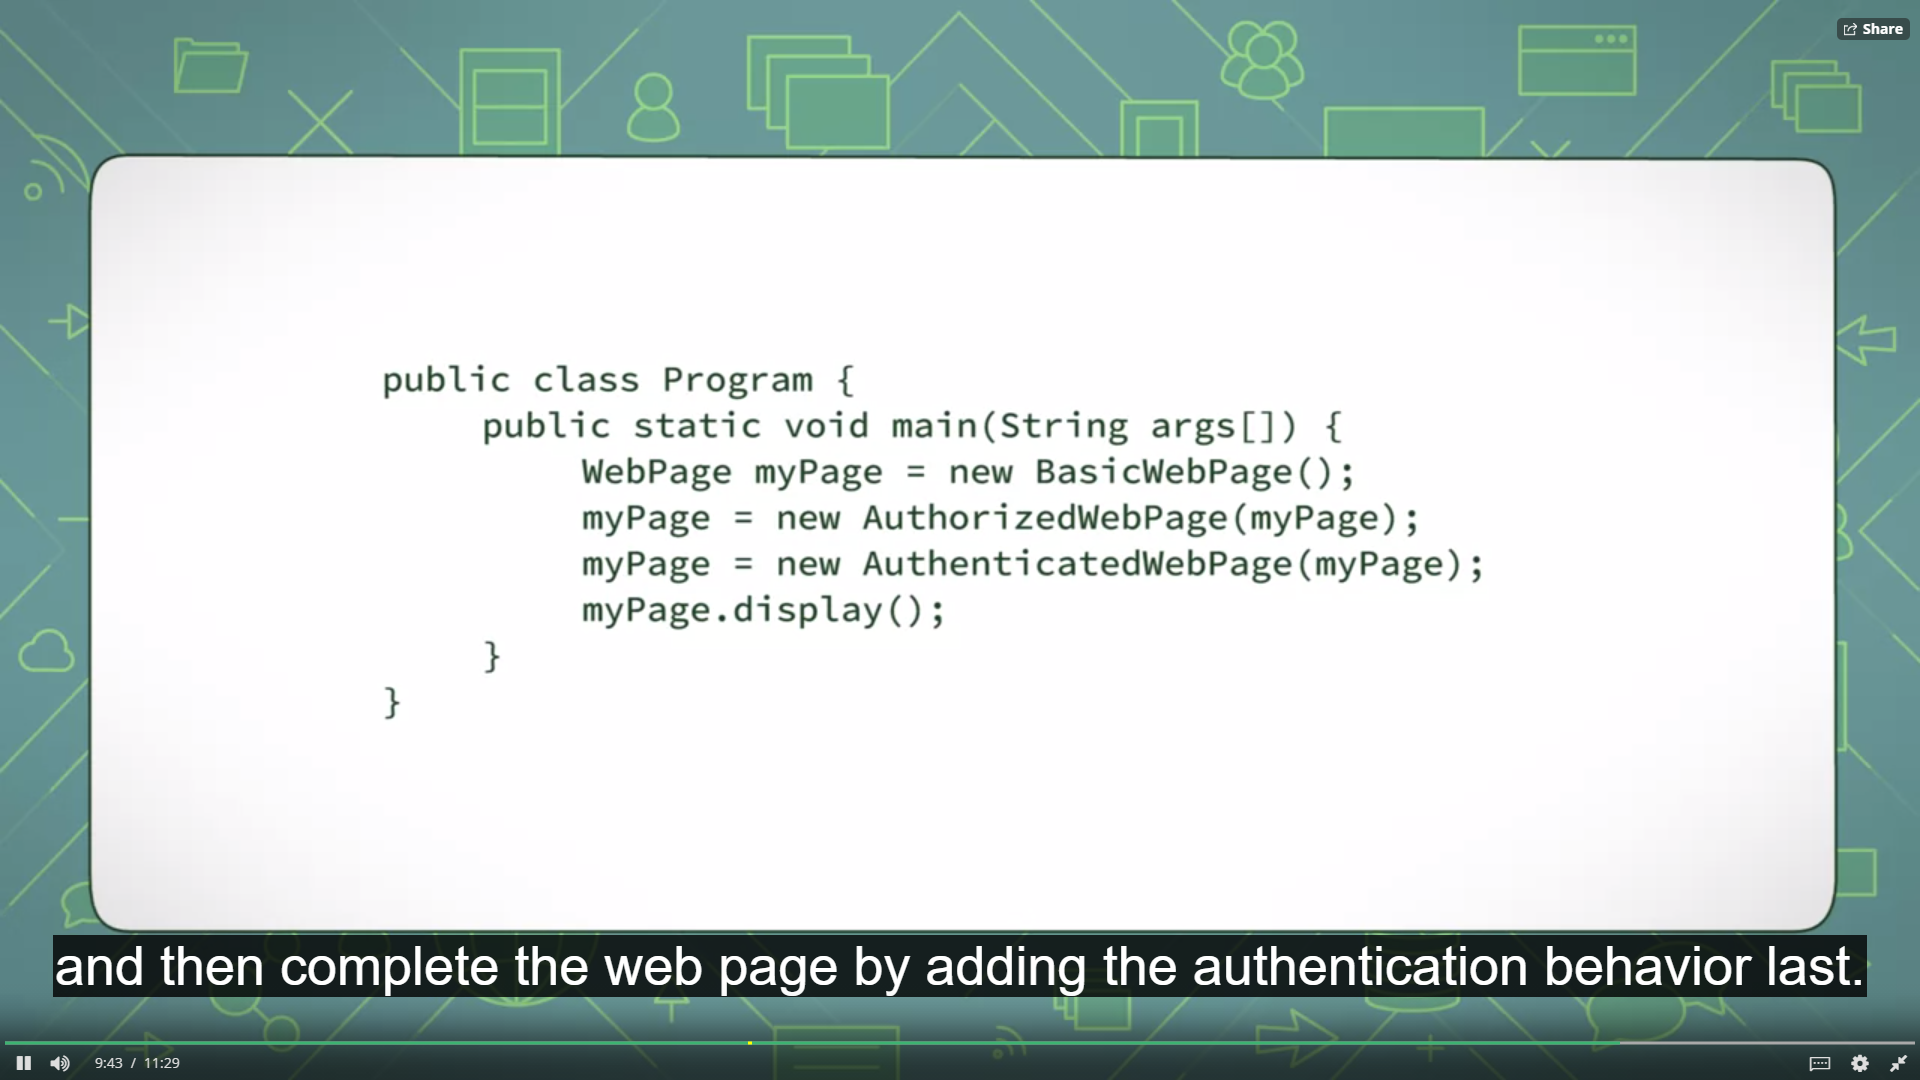 Share
public class Program {
public static void main(String args[]) {
WebPage myPage = new BasicWebPage();
myPage = new AuthorizedWebPage(myPage);
myPage = new AuthenticatedWebPage(myPage);
myPage.display();
}
}
and then complete the web page by adding the authentication behavior last.
9:43 / 11:29